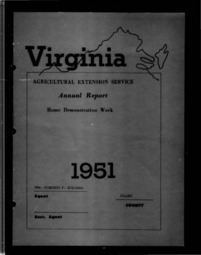 Virginia
AGRICULTURAL EXTENSION SERVICE
Annual Report
Home Demonstration Work
1951
Agent
COUNTY
Asst. Agent